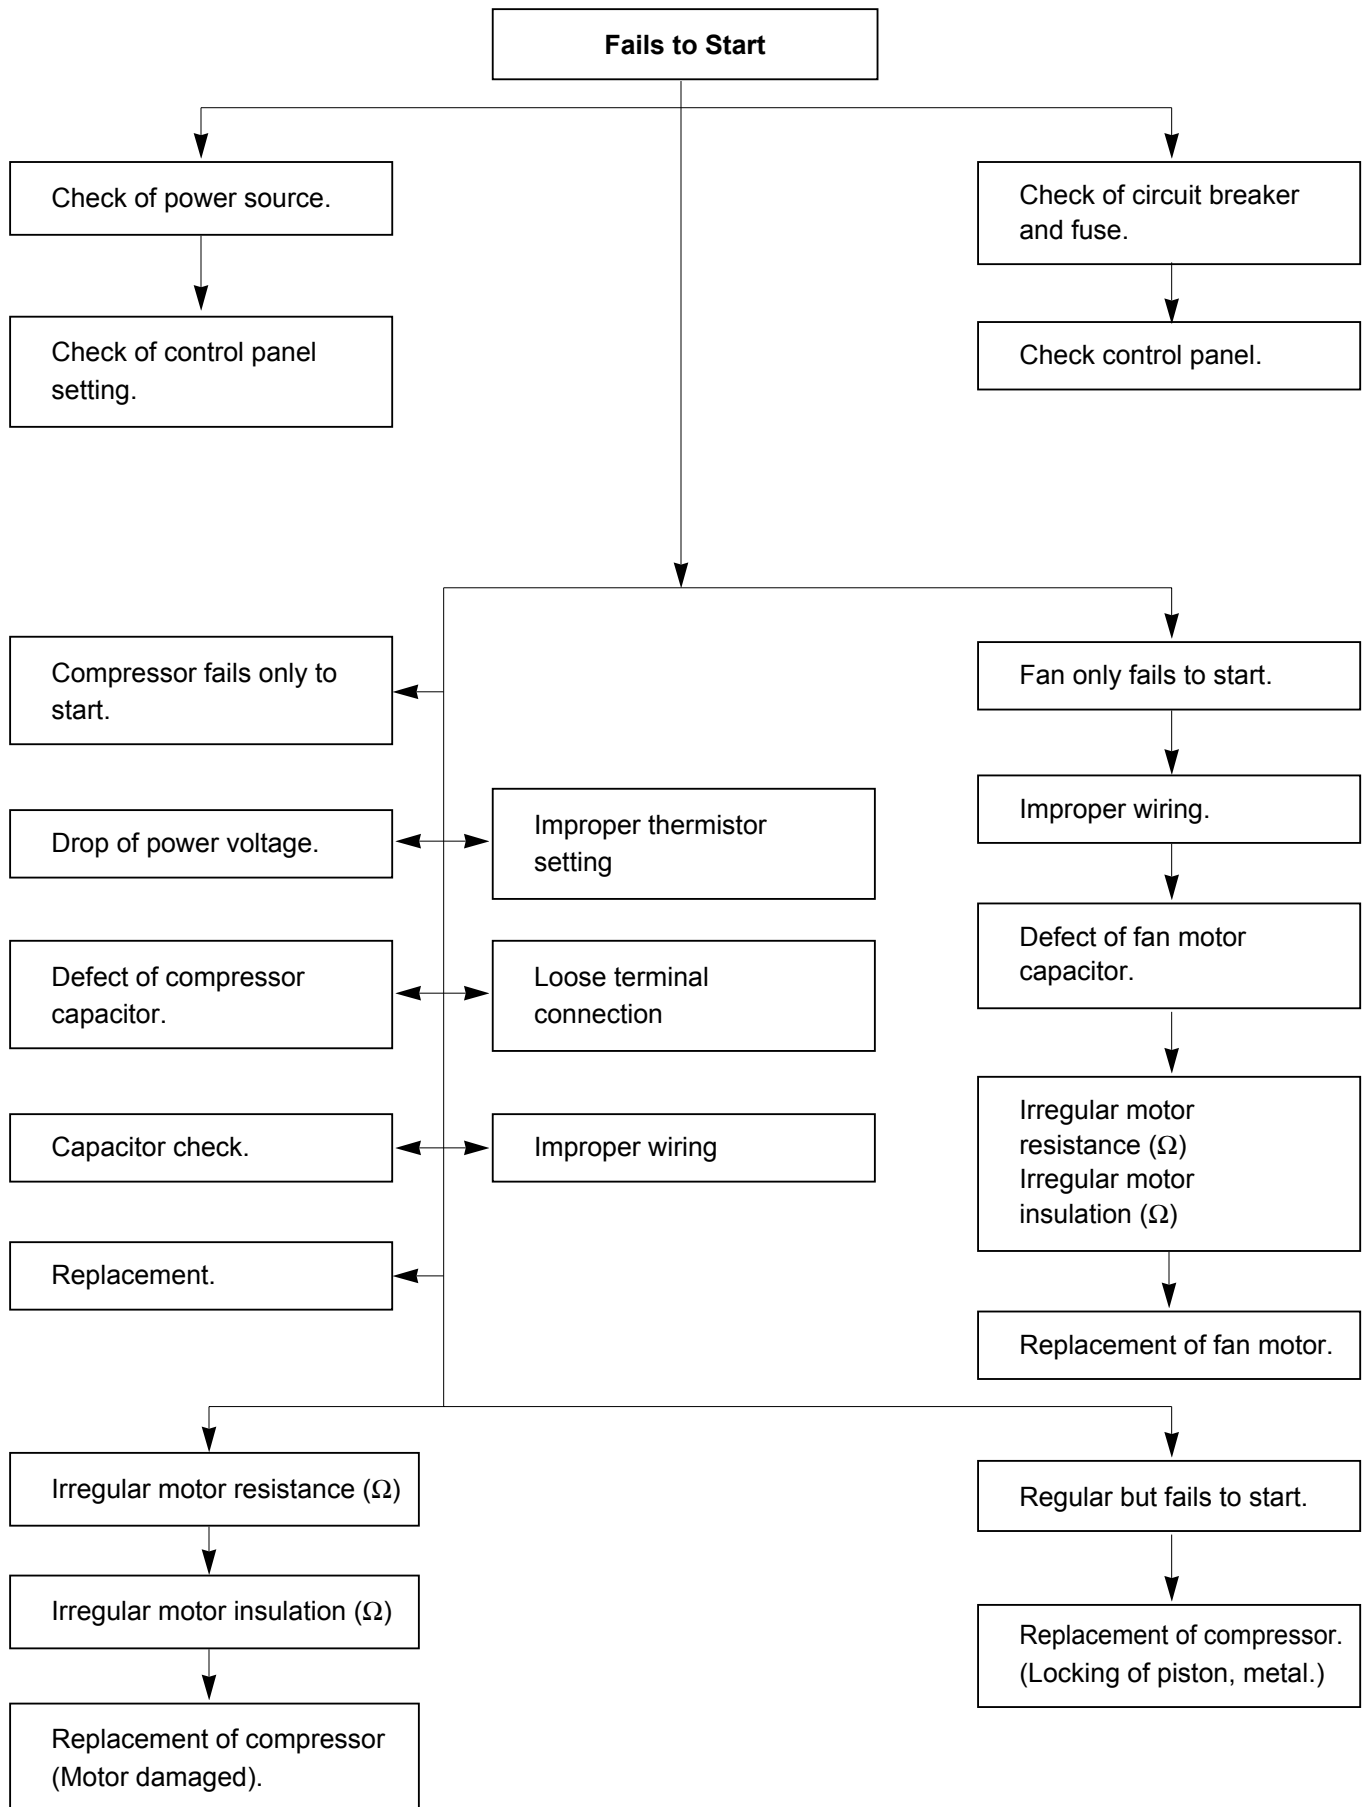 Fails to Start
Check of power source.
Check of circuit breaker
and fuse.
Check of control panel
setting.
Check control panel.
Compressor fails only to
start.
Fan only fails to start.
Improper wiring.
Drop of power voltage.
Improper thermistor
setting
Defect of fan motor
capacitor.
Defect of compressor
capacitor.
Loose terminal
connection
Irregular motor
resistance (Ω)
Irregular motor
insulation (Ω)
Capacitor check.
Improper wiring
Replacement.
Replacement of fan motor.
Irregular motor resistance (Ω)
Regular but fails to start.
Irregular motor insulation (Ω)
Replacement of compressor.
(Locking of piston, metal.)
Replacement of compressor
(Motor damaged).